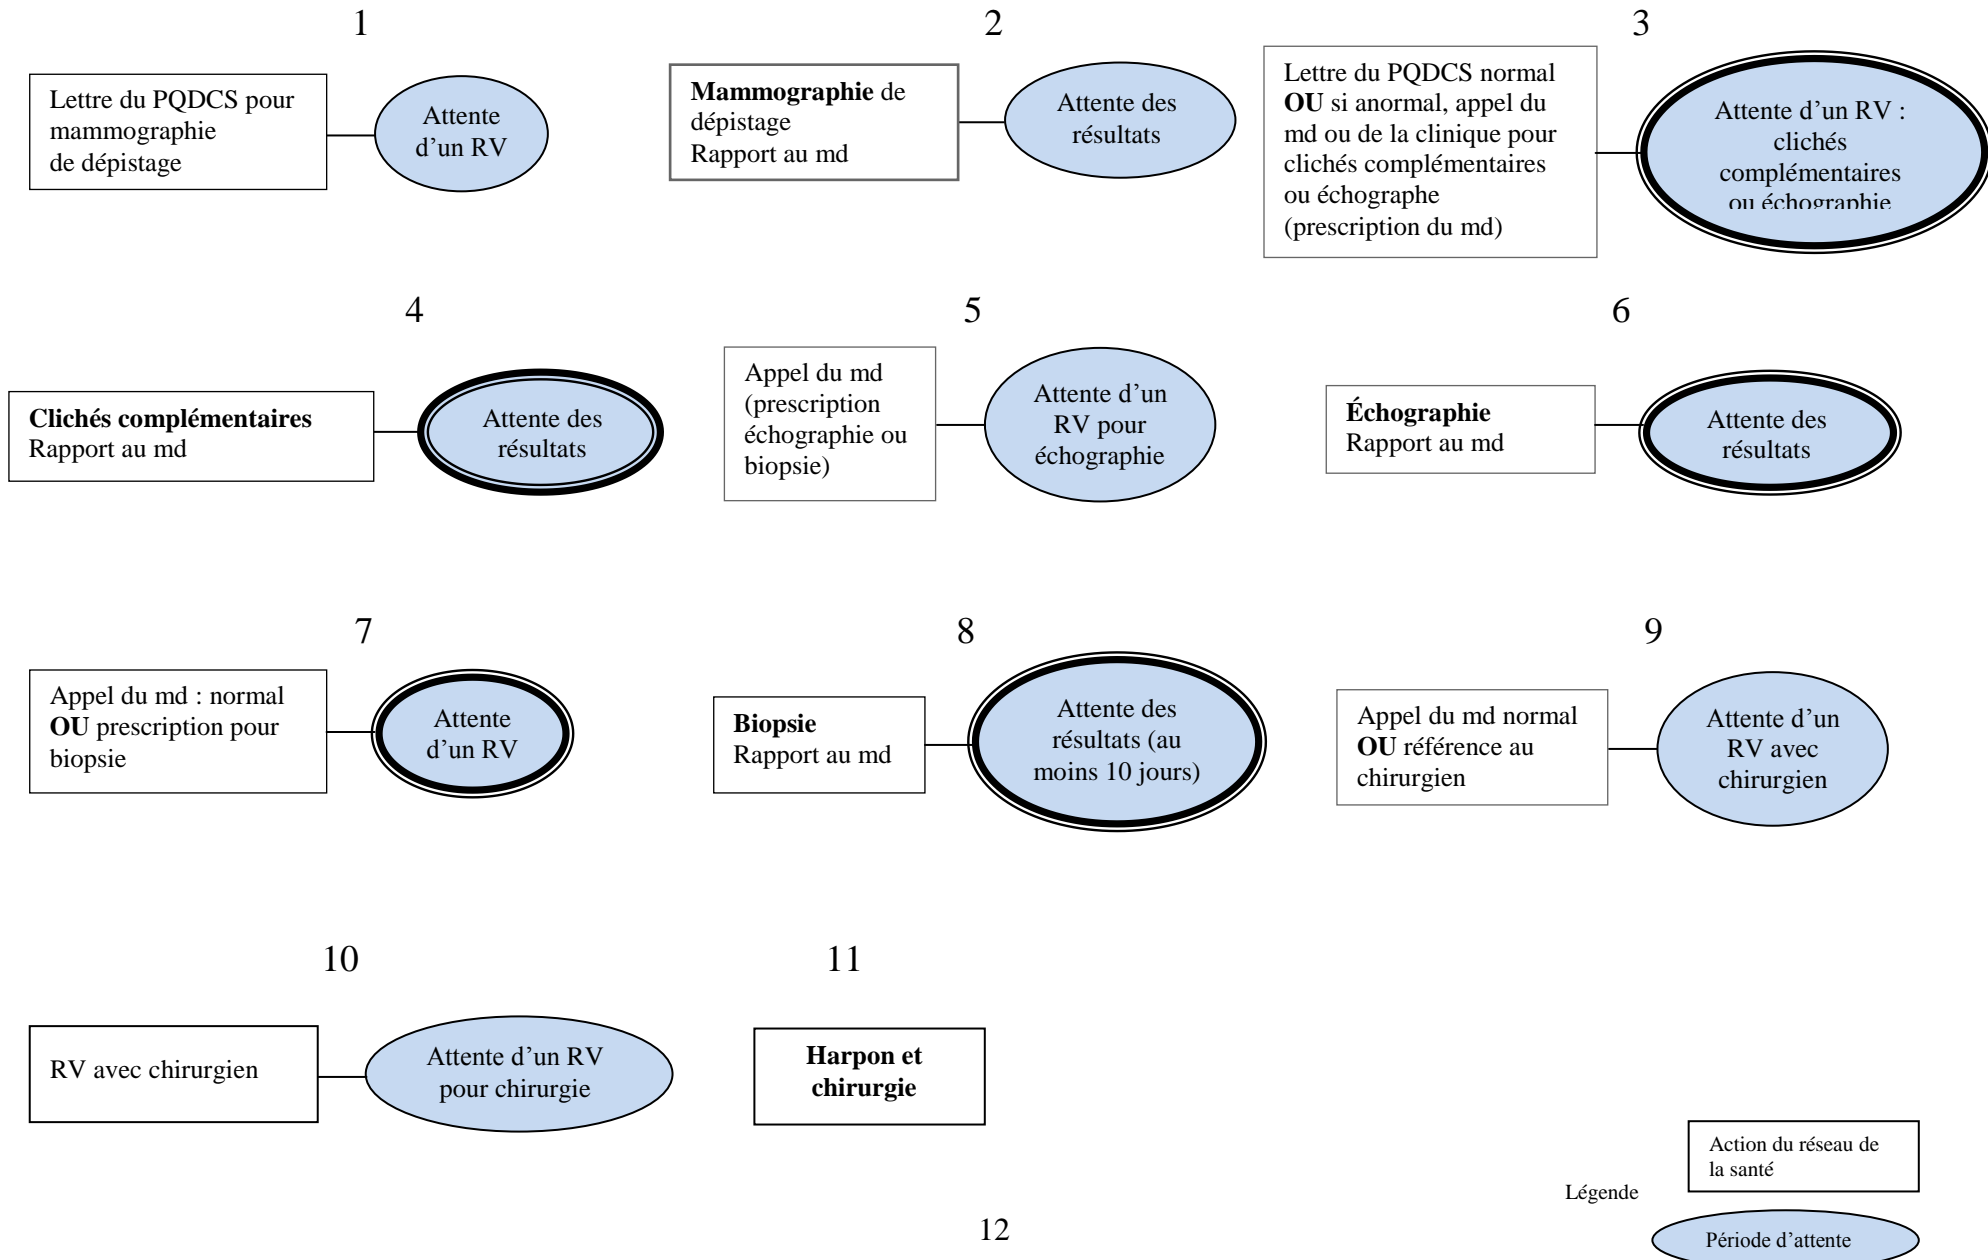 1
Lettre du PQDCS pour
mammographie
de dépistage
Attente
d’un RV
2
Mammographie de
dépistage
Rapport au md
Attente des
résultats
3
Lettre du PQDCS normal
OU si anormal, appel du
md ou de la clinique pour
clichés complémentaires
ou échographe
(prescription du md)
Attente d’un RV :
clichés
complémentaires
ou échographie
4
Clichés complémentaires
Rapport au md
Attente des
résultats
5
Appel du md
(prescription
échographie ou
biopsie)
Attente d’un
RV pour
échographie
6
Échographie
Rapport au md
Attente des
résultats
7
Appel du md : normal
OU prescription pour
biopsie
Attente
d’un RV
8
Biopsie
Rapport au md
Attente des
résultats (au
moins 10 jours)
9
Appel du md normal
OU référence au
chirurgien
Attente d’un
RV avec
chirurgien
10
RV avec chirurgien
Attente d’un RV
pour chirurgie
11
Harpon et
chirurgie
Légende
Action du réseau de
la santé
Période d’attente
12